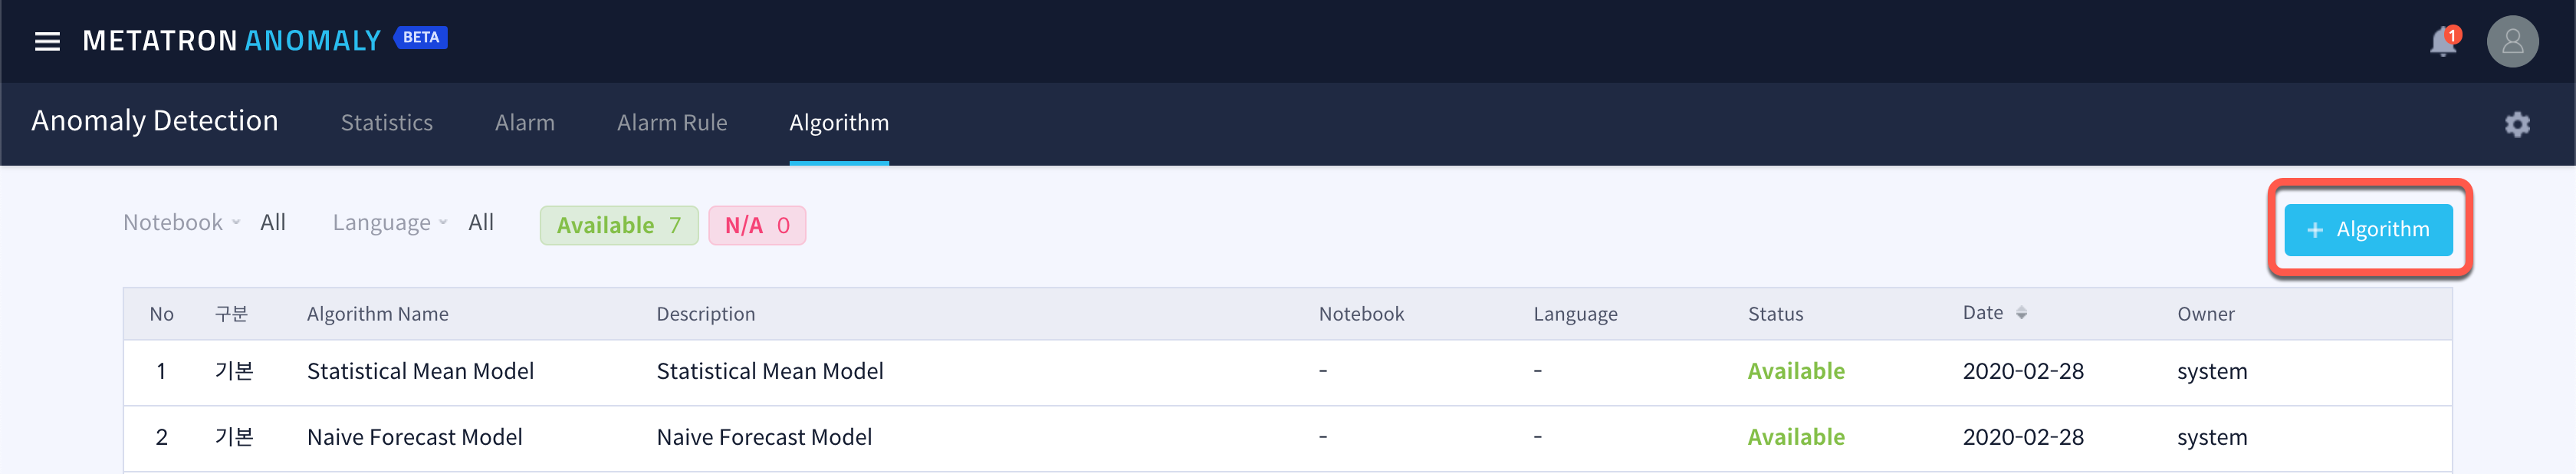 METATRON ANOMALY BETA 1
Anomaly Detection Statistics Alarm Alarm Rule Algorithm
Notebook All Language All Available 7 N/A 0 + Algorithm
No 구분 Algorithm Name Description Notebook Language Status Date Owner
1 기본 Statistical Mean Model Statistical Mean Model - - Available 2020-02-28 system
2 기본 Naive Forecast Model Naive Forecast Model - - Available 2020-02-28 system